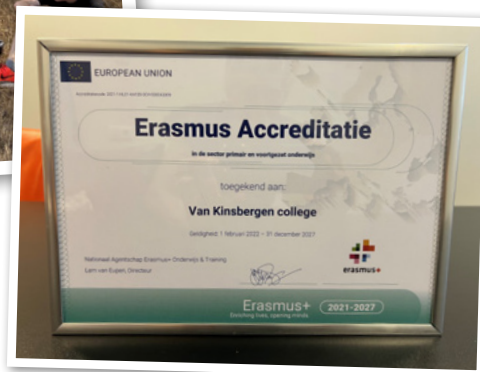 EUROPEAN UNION
Erasmus Accreditatie
in de sector primair en voortgezet onderwijs
toegekend aan:
Van Kinsbergen college
Geldigheid: 1 februari 2022 – 31 december 2027
Nationaal Agentschap Erasmus+ Onderwijs & Training
Lem van Eupen, Directeur
erasmus+
Erasmus+ 2021-2027
Enriching lives, opening minds.